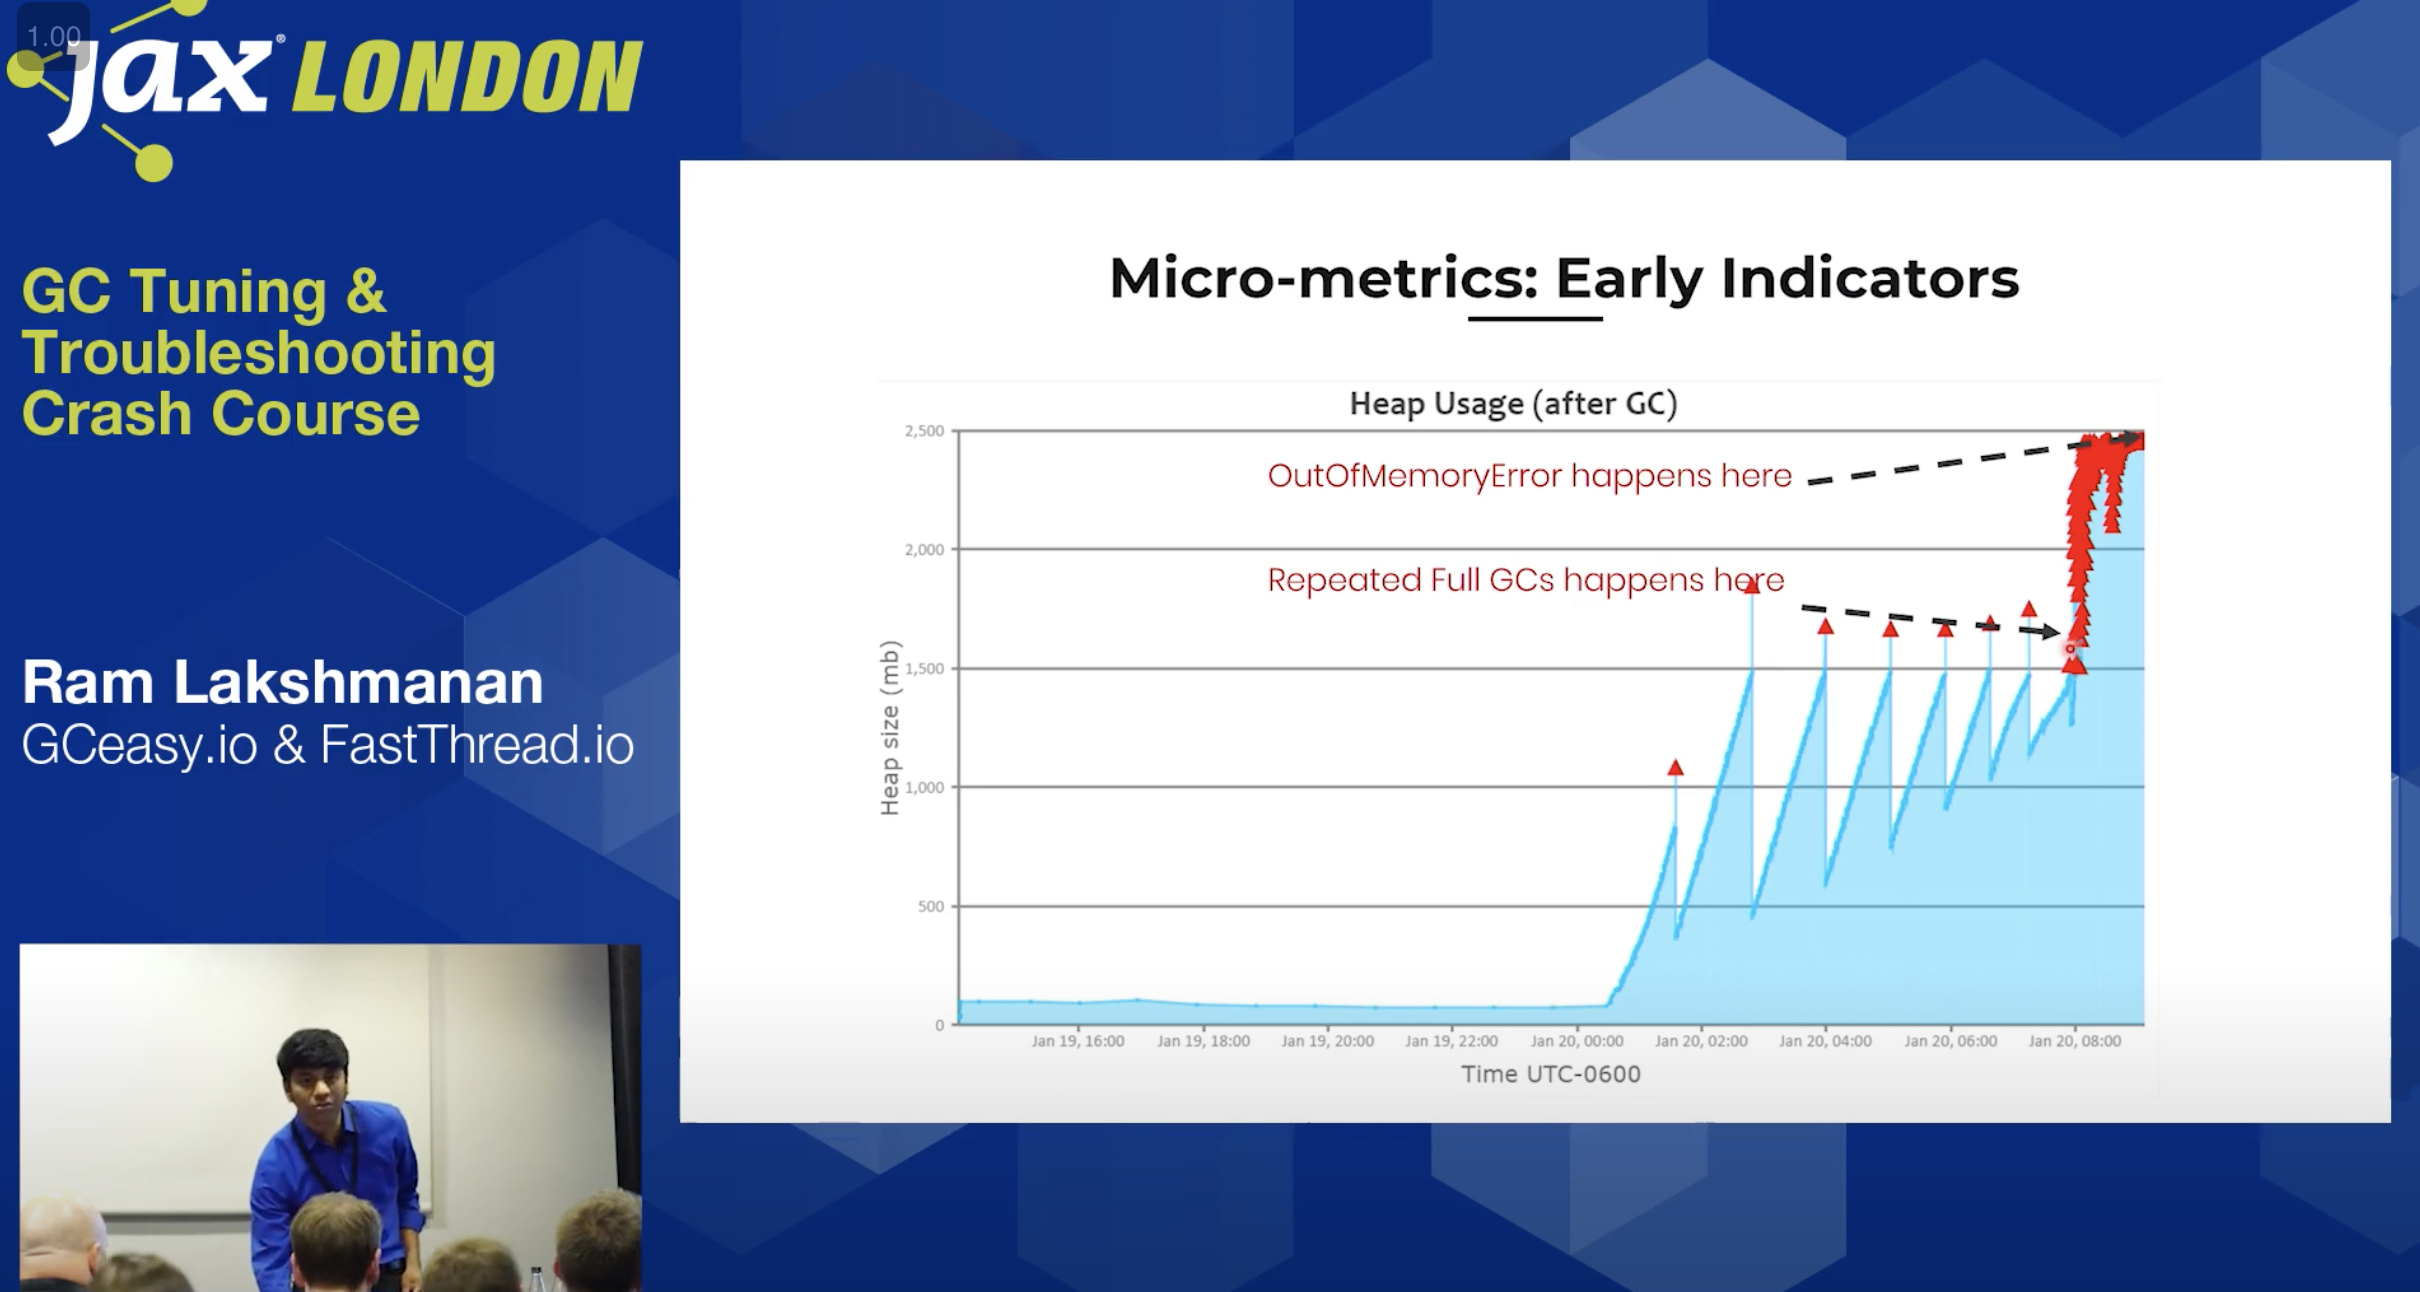 1.00
jax® LONDON
GC Tuning &
Troubleshooting
Crash Course
Ram Lakshmanan
GCeasy.io & FastThread.io
Micro-metrics: Early Indicators
Heap Usage (after GC)
2,500
OutOfMemoryError happens here
2,000
Repeated Full GCs happens here
1,500
1,000
500
0
Heap size (mb)
Jan 19, 16:00 Jan 19, 18:00 Jan 19, 20:00 Jan 19, 22:00 Jan 20, 00:00 Jan 20, 02:00 Jan 20, 04:00 Jan 20, 06:00 Jan 20, 08:00
Time UTC-0600